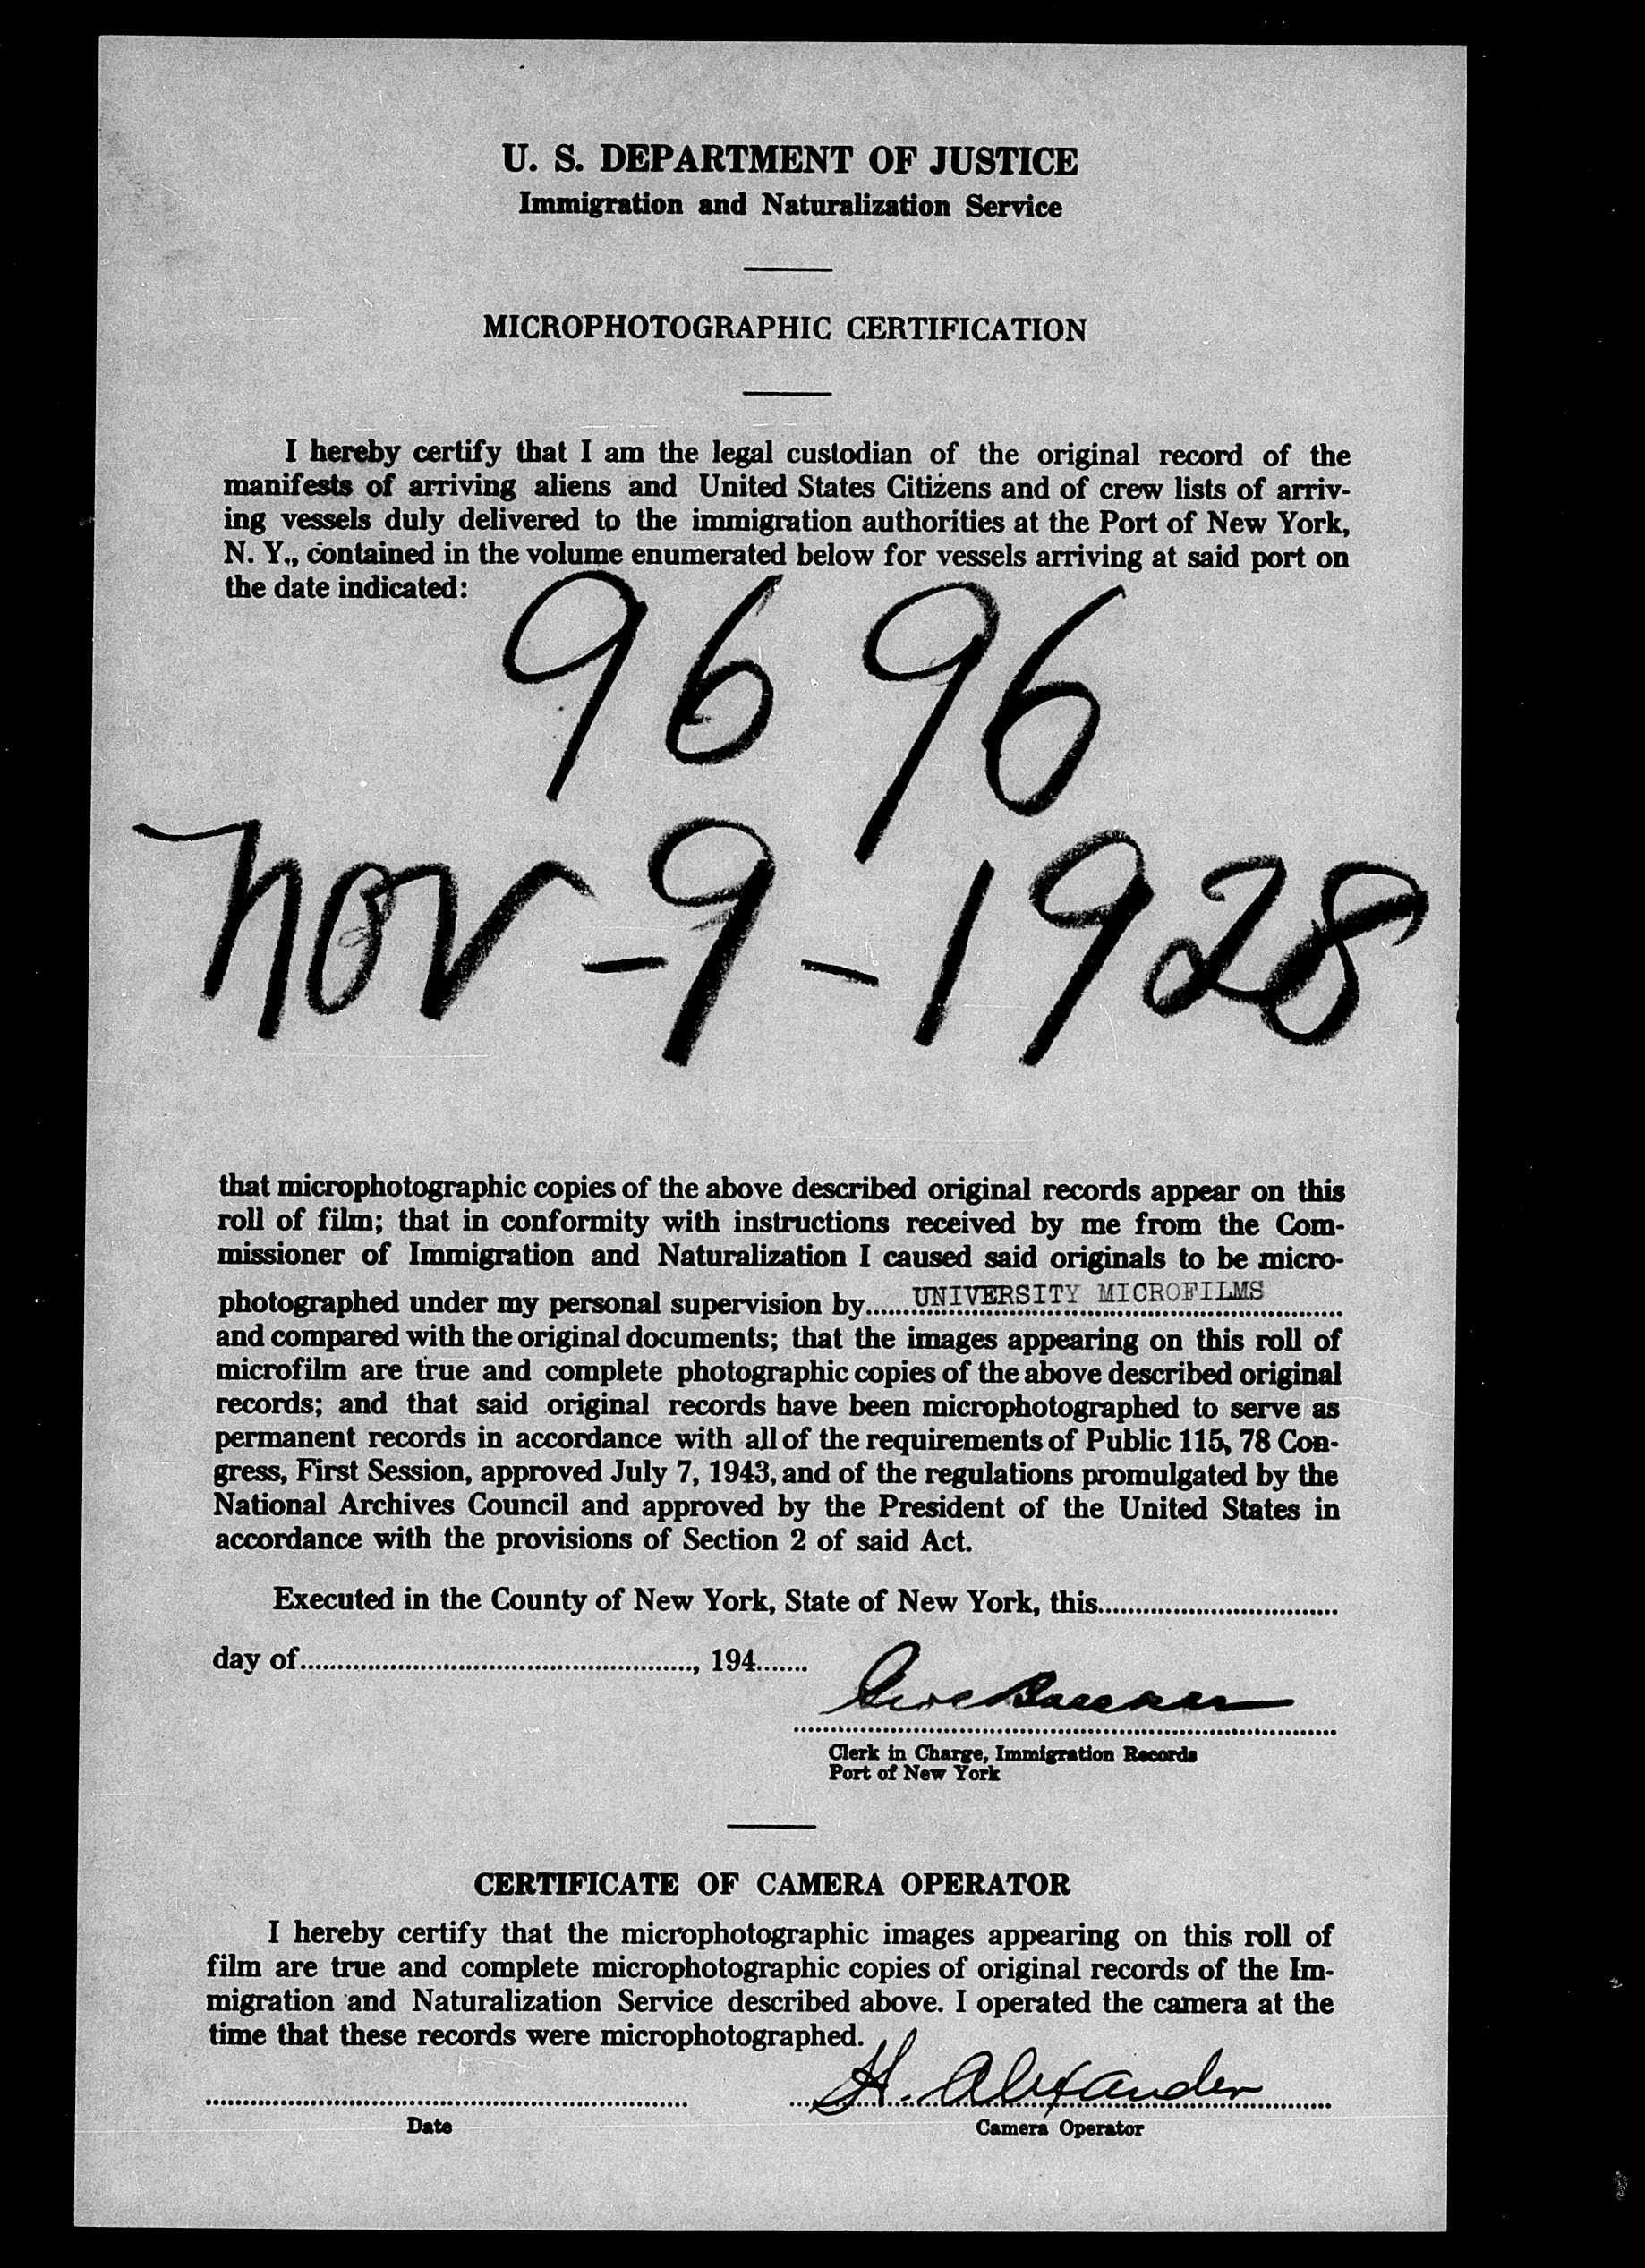 U. S. DEPARTMENT OF JUSTICE
Immigration and Naturalization Service
MICROPHOTOGRAPHIC CERTIFICATION
I hereby certify that I am the legal custodian of the original record of the
manifests of arriving aliens and United States Citizens and of crew lists of arriv-
ing vessels duly delivered to the immigration authorities at the Port of New York,
N. Y., contained in the volume enumerated below for vessels arriving at said port on
the date indicated:
9696
Nov-9-1928
that microphotographic copies of the above described original records appear on this
roll of film; that in conformity with instructions received by me from the Com-
missioner of Immigration and Naturalization I caused said originals to be micro-
photographed under my personal supervision by......UNIVERSITY MICROFILMS
and compared with the original documents; that the images appearing on this roll of
microfilm are true and complete photographic copies of the above described original
records; and that said original records have been microphotographed to serve as
permanent records in accordance with all of the requirements of Public 115, 78 Con-
gress, First Session, approved July 7, 1943, and of the regulations promulgated by the
National Archives Council and approved by the President of the United States in
accordance with the provisions of Section 2 of said Act.
Executed in the County of New York, State of New York, this................................
day of...................................................., 194.......
Clerk in Charge, Immigration Records
Port of New York
CERTIFICATE OF CAMERA OPERATOR
I hereby certify that the microphotographic images appearing on this roll of
film are true and complete microphotographic copies of original records of the Im-
migration and Naturalization Service described above. I operated the camera at the
time that these records were microphotographed.
H. Alexander
Date
Camera Operator